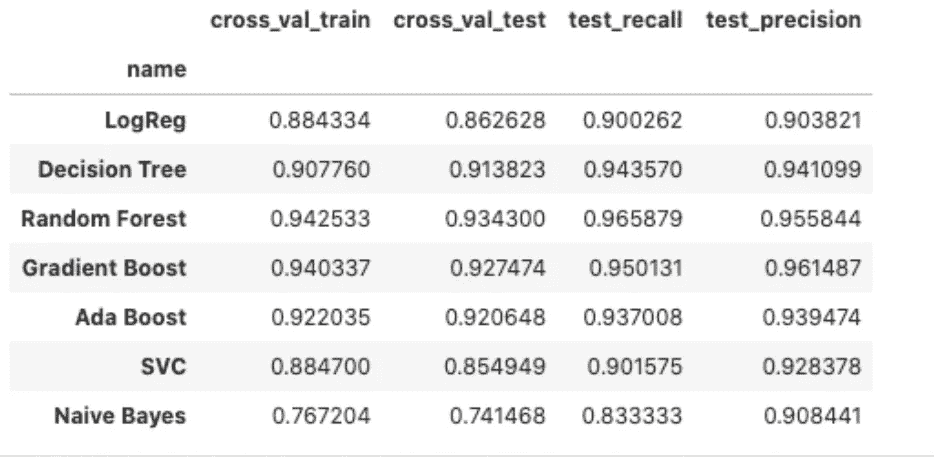 cross_val_train cross_val_test test_recall test_precision
name
LogReg 0.884334 0.862628 0.900262 0.903821
Decision Tree 0.907760 0.913823 0.943570 0.941099
Random Forest 0.942533 0.934300 0.965879 0.955844
Gradient Boost 0.940337 0.927474 0.950131 0.961487
Ada Boost 0.922035 0.920648 0.937008 0.939474
SVC 0.884700 0.854949 0.901575 0.928378
Naive Bayes 0.767204 0.741468 0.833333 0.908441